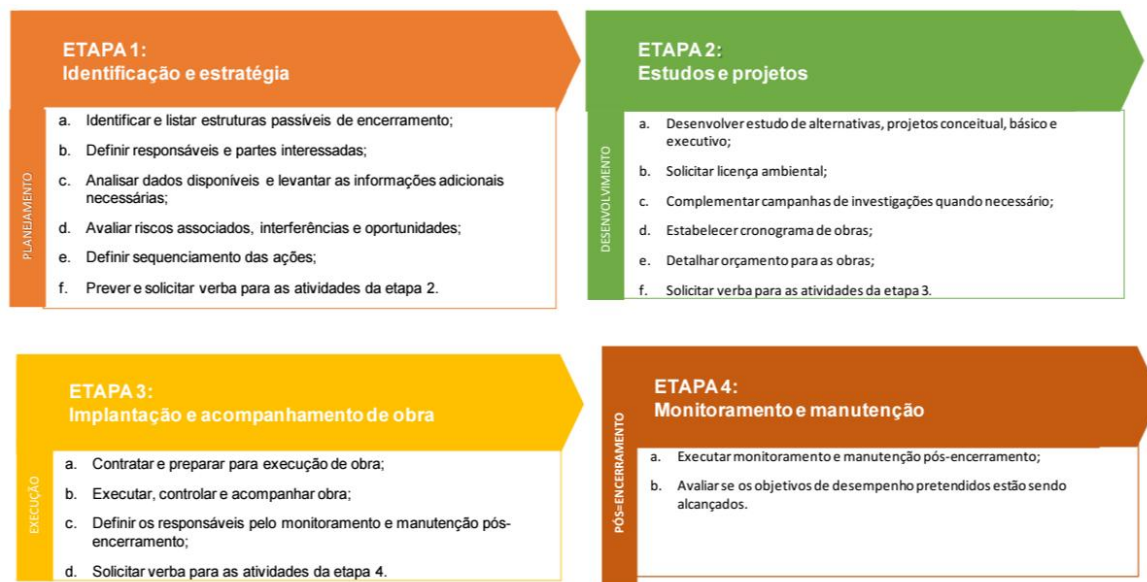 ETAPA 1:
Identificação e estratégia
PLANEJAMENTO
a. Identificar e listar estruturas passíveis de encerramento;
b. Definir responsáveis e partes interessadas;
c. Analisar dados disponíveis e levantar as informações adicionais
necessárias;
d. Avaliar riscos associados, interferências e oportunidades;
e. Definir sequenciamento das ações;
f. Prever e solicitar verba para as atividades da etapa 2.
ETAPA 2:
Estudos e projetos
DESENVOLVIMENTO
a. Desenvolver estudo de alternativas, projetos conceitual, básico e
executivo;
b. Solicitar licença ambiental;
c. Complementar campanhas de investigações quando necessário;
d. Estabelecer cronograma de obras;
e. Detalhar orçamento para as obras;
f. Solicitar verba para as atividades da etapa 3.
ETAPA 3:
Implantação e acompanhamento de obra
EXECUÇÃO
a. Contratar e preparar para execução de obra;
b. Executar, controlar e acompanhar obra;
c. Definir os responsáveis pelo monitoramento e manutenção pós-
encerramento;
d. Solicitar verba para as atividades da etapa 4.
ETAPA 4:
Monitoramento e manutenção
PÓS=ENCERRAMENTO
a. Executar monitoramento e manutenção pós-encerramento;
b. Avaliar se os objetivos de desempenho pretendidos estão sendo
alcançados.